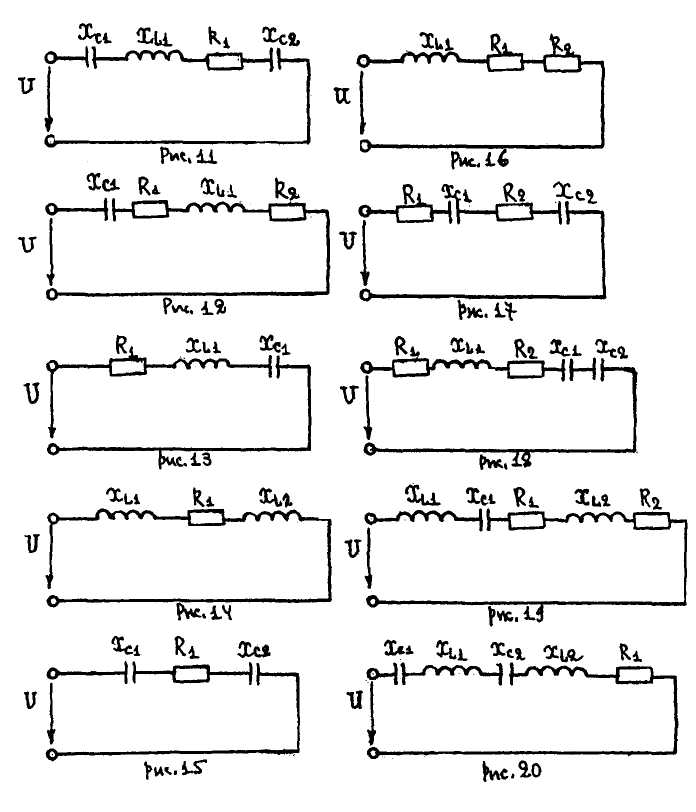 xC1 xL1 R1 xC2
U
Рис. 11
xL1 R1 R2
U
Рис. 16
xC1 R1 xL1 R2
U
Рис. 12
R1 xC1 R2 xC2
U
рис. 17
R1 xL1 xC1
U
рис. 13
R1 xL1 R2 xC1 xC2
U
рис. 18
xL1 R1 xL2
U
Рис. 14
xL1 xC1 R1 xL2 R2
U
рис. 19
xC1 R1 xC2
U
рис. 15
xC1 xL1 xC2 xL2 R1
U
рис. 20